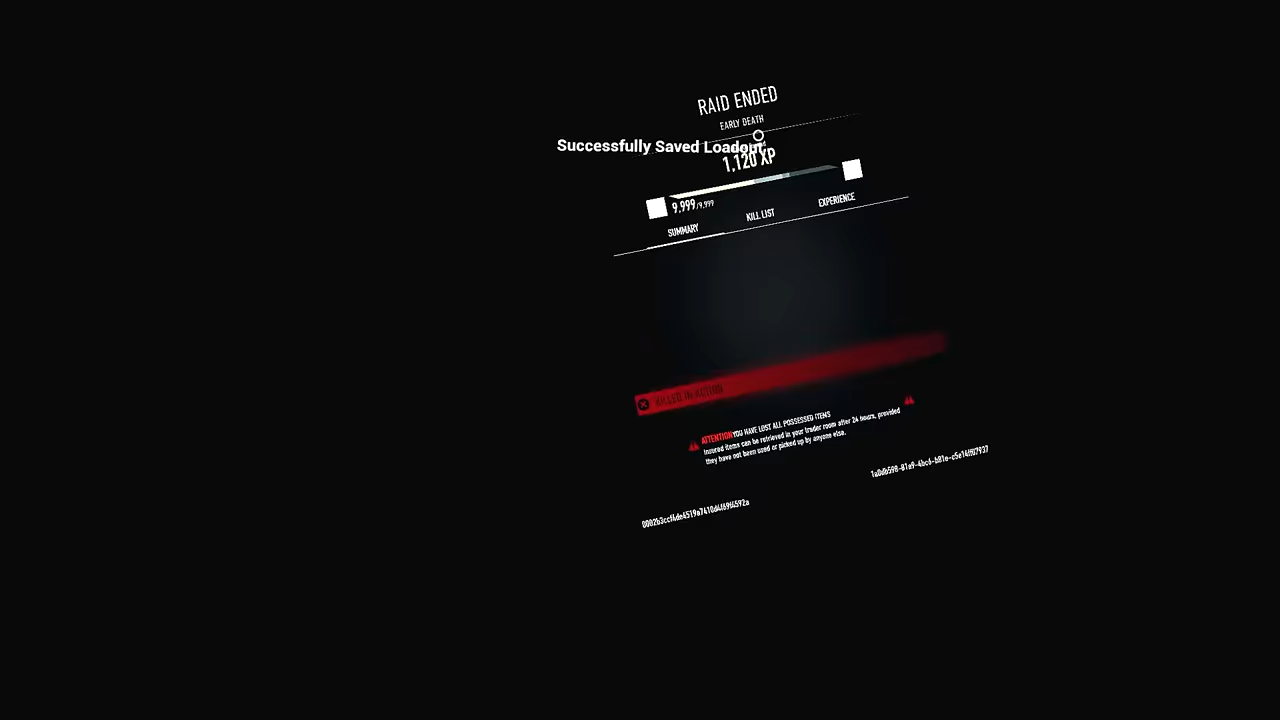 RAID ENDED
EARLY DEATH
Successfully Saved Loadout.
1,120 XP
9,999/9,999
SUMMARY
KILL LIST
EXPERIENCE
KILLED IN ACTION
ATTENTION YOU HAVE LOST ALL POSSESSED ITEMS
Insured items can be retrieved in your trader room after 24 hours, provided
they have not been used or picked up by anyone else.